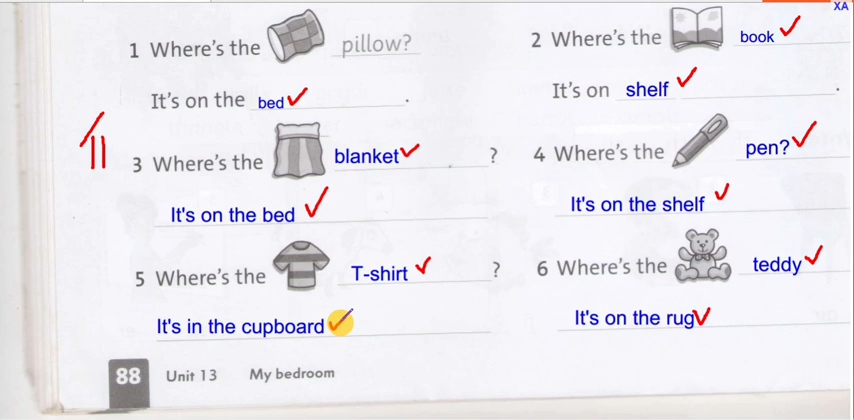 XA
1 Where's the pillow?
2 Where's the book
It's on the bed.
It's on shelf.
3 Where's the blanket ?
4 Where's the pen?
It's on the bed
It's on the shelf
5 Where's the T-shirt ?
6 Where's the teddy
It's in the cupboard
It's on the rug
88 Unit 13 My bedroom